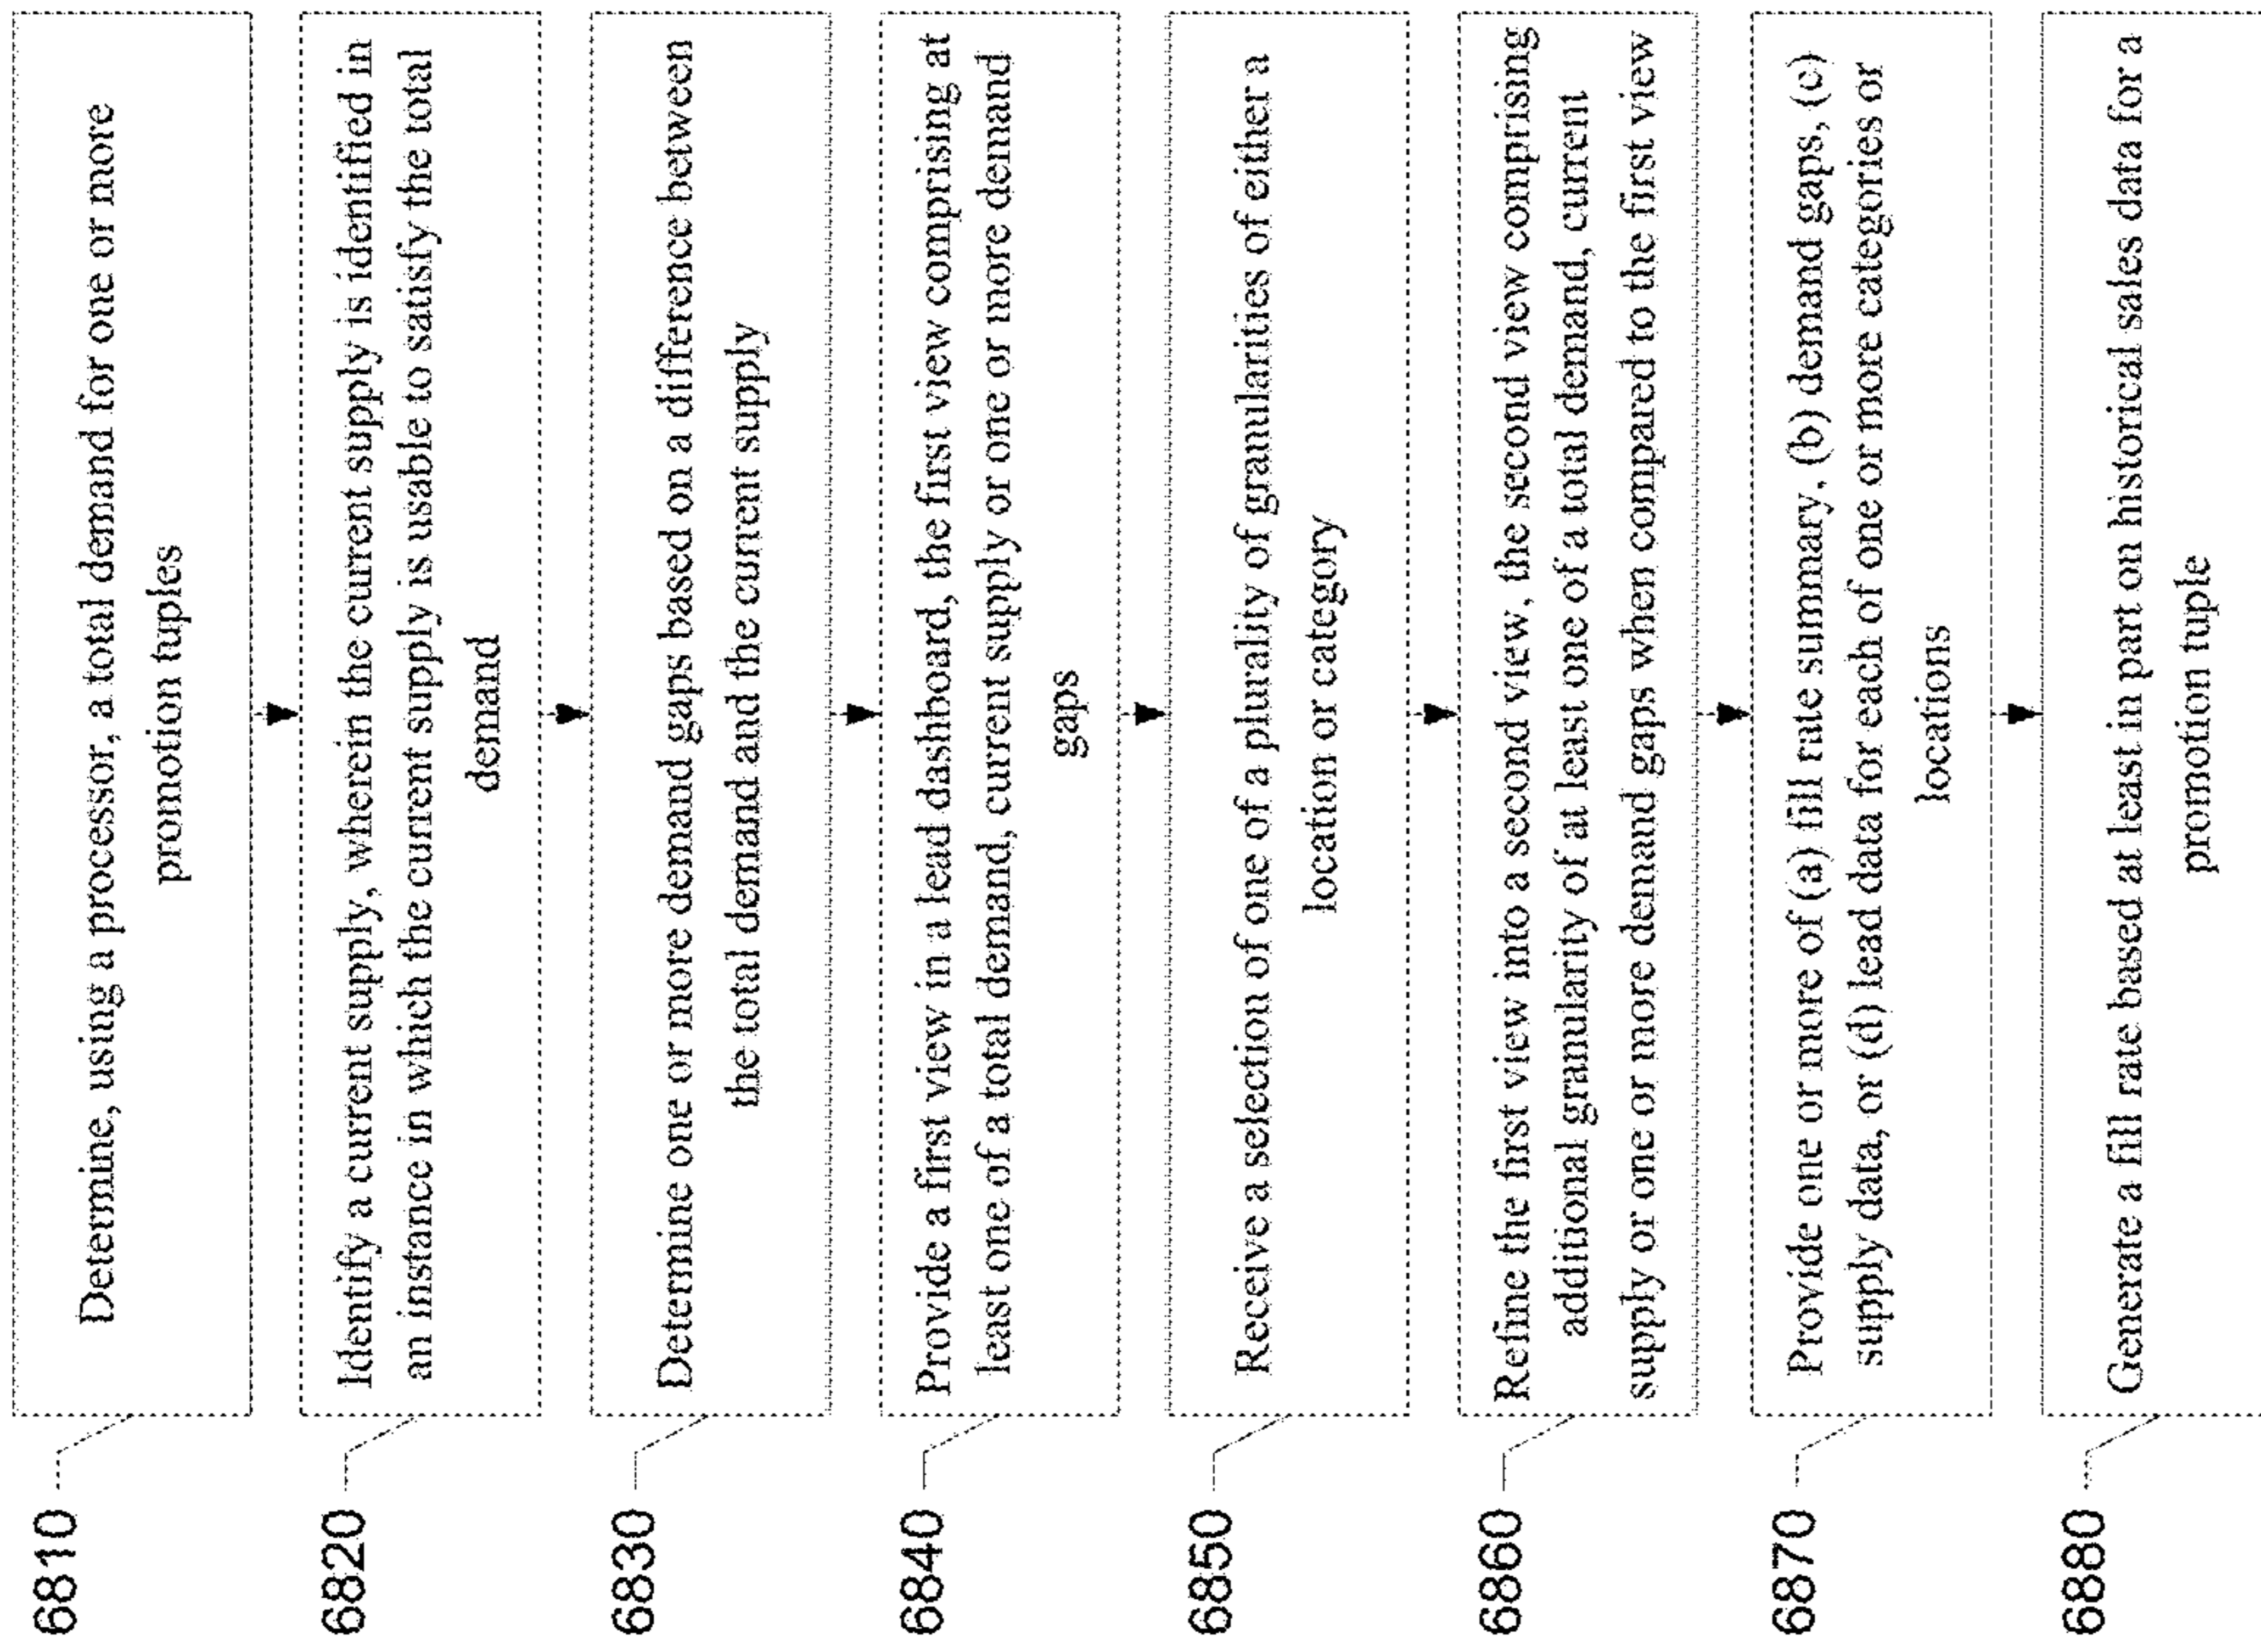 6810
Determine, using a processor, a total demand for one or more
promotion tuples
6820
Identify a current supply, wherein the current supply is identified in
an instance in which the current supply is usable to satisfy the total
demand
6830
Determine one or more demand gaps based on a difference between
the total demand and the current supply
6840
Provide a first view in a lead dashboard, the first view comprising at
least one of a total demand, current supply or one or more demand
gaps
6850
Receive a selection of one of a plurality of granularities of either a
location or category
6860
Refine the first view into a second view, the second view comprising
additional granularity of at least one of a total demand, current
supply or one or more demand gaps when compared to the first view
6870
Provide one or more of (a) fill rate summary, (b) demand gaps, (c)
supply data, or (d) lead data for each of one or more categories or
locations
6880
Generate a fill rate based at least in part on historical sales data for a
promotion tuple